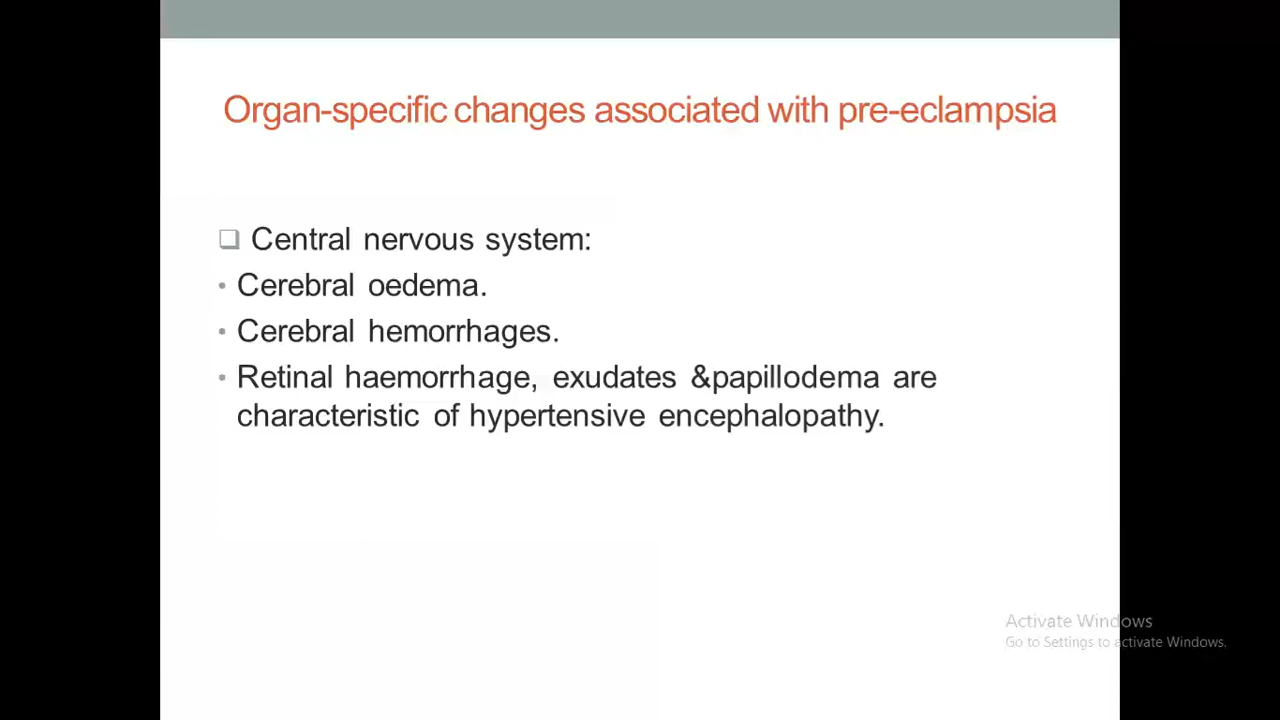 Organ-specific changes associated with pre-eclampsia
❑ Central nervous system:
• Cerebral oedema.
• Cerebral hemorrhages.
• Retinal haemorrhage, exudates &papillodema are
characteristic of hypertensive encephalopathy.
Activate Windows
Go to Settings to activate Windows.